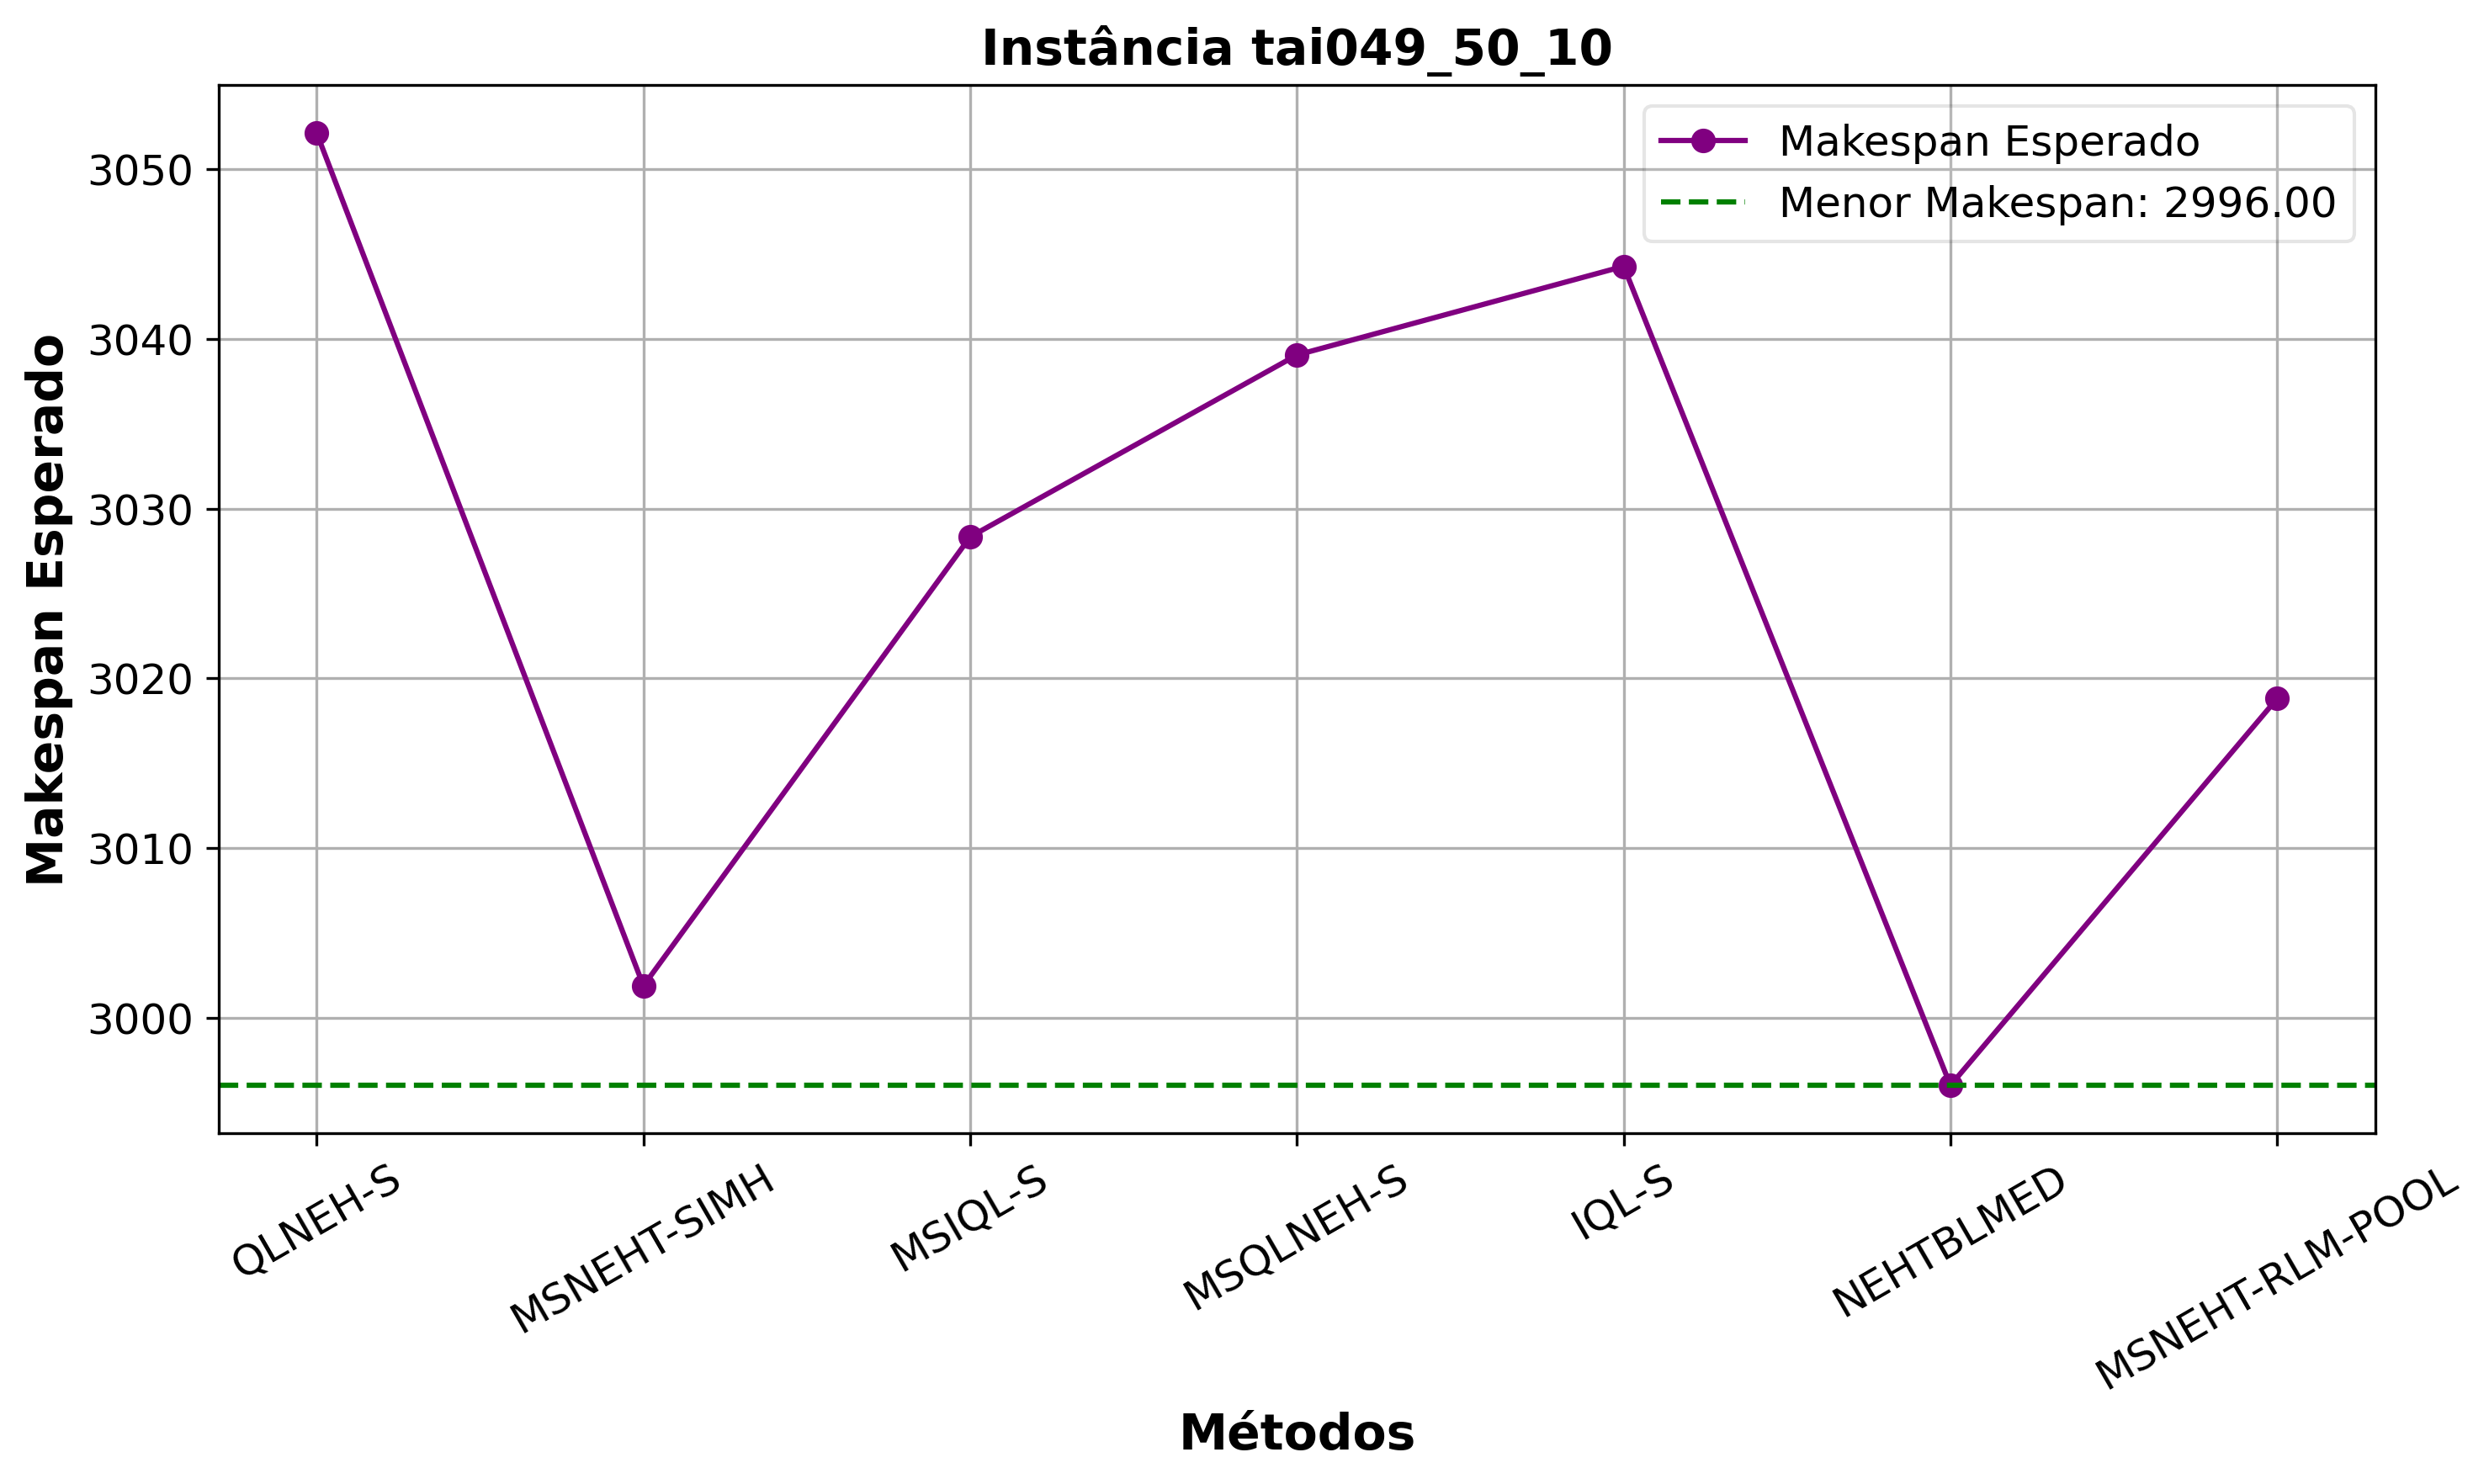 Instância tai049_50_10
Makespan Esperado
Menor Makespan: 2996.00
Makespan Esperado
3050
3040
3030
3020
3010
3000
QLNEH-S
MSNEHT-SIMH
MSIQL-S
MSQLNEH-S
IQL-S
NEHTBLMED
MSNEHT-RLM-POOL
Métodos